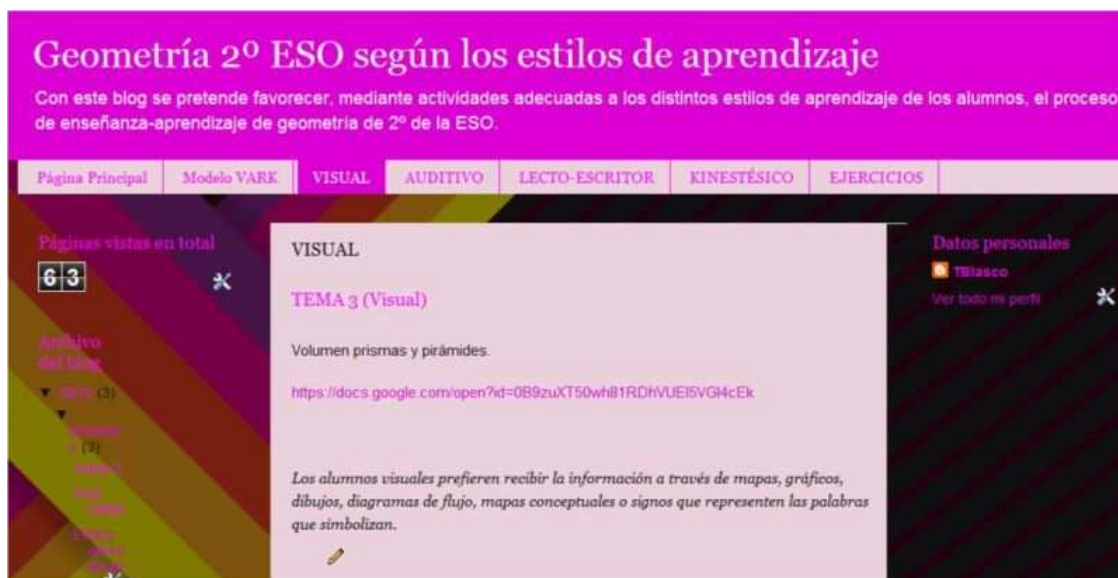 Geometría 2º ESO según los estilos de aprendizaje
Con este blog se pretende favorecer, mediante actividades adecuadas a los distintos estilos de aprendizaje de los alumnos, el proceso
de enseñanza-aprendizaje de geometría de 2º de la ESO.
Página Principal Modelo VARK VISUAL AUDITIVO LECTO-ESCRITOR KINESTÉSICO EJERCICIOS
Páginas vistas en total
63
Archivo
del blog
(3)
(3)
VISUAL
TEMA 3 (Visual)
Volumen prismas y pirámides.
https://docs.google.com/open?id=0B9zuXT50wh81RDhVUEl5VGl4cEk
Los alumnos visuales prefieren recibir la información a través de mapas, gráficos,
dibujos, diagramas de flujo, mapas conceptuales o signos que representen las palabras
que simbolizan.
Datos personales
TBlasco
Ver todo mi perfil